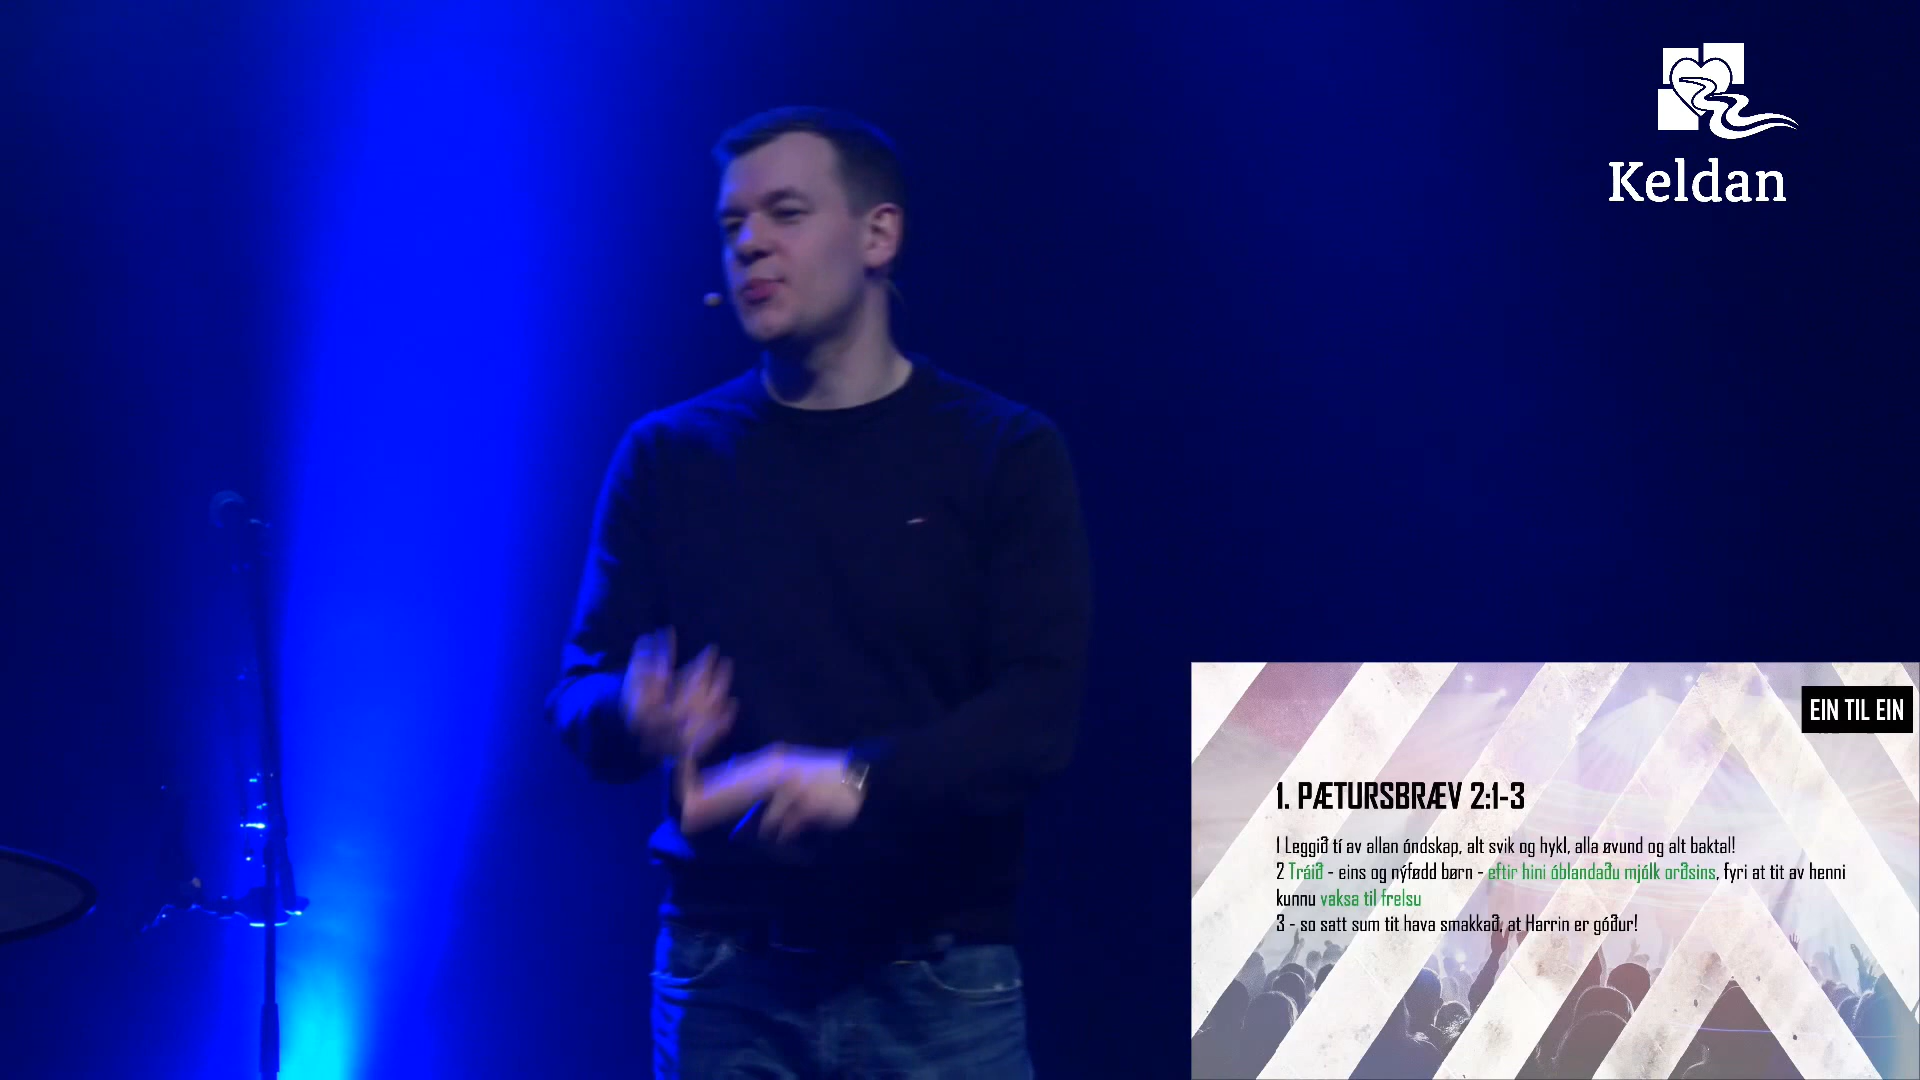 Keldan
EIN TIL EIN
1. PÆTURSBRÆV 2:1-3
1 Leggið tí av allan óndskap, alt svik og hykl, alla øvund og alt baktal!
2 Tráið - eins og nýfødd børn - eftir hini óblandaðu mjólk orðsins, fyri at tit av henni
kunnu vaksa til frelsu
3 - so satt sum tit hava smakkað, at Harrin er góður!